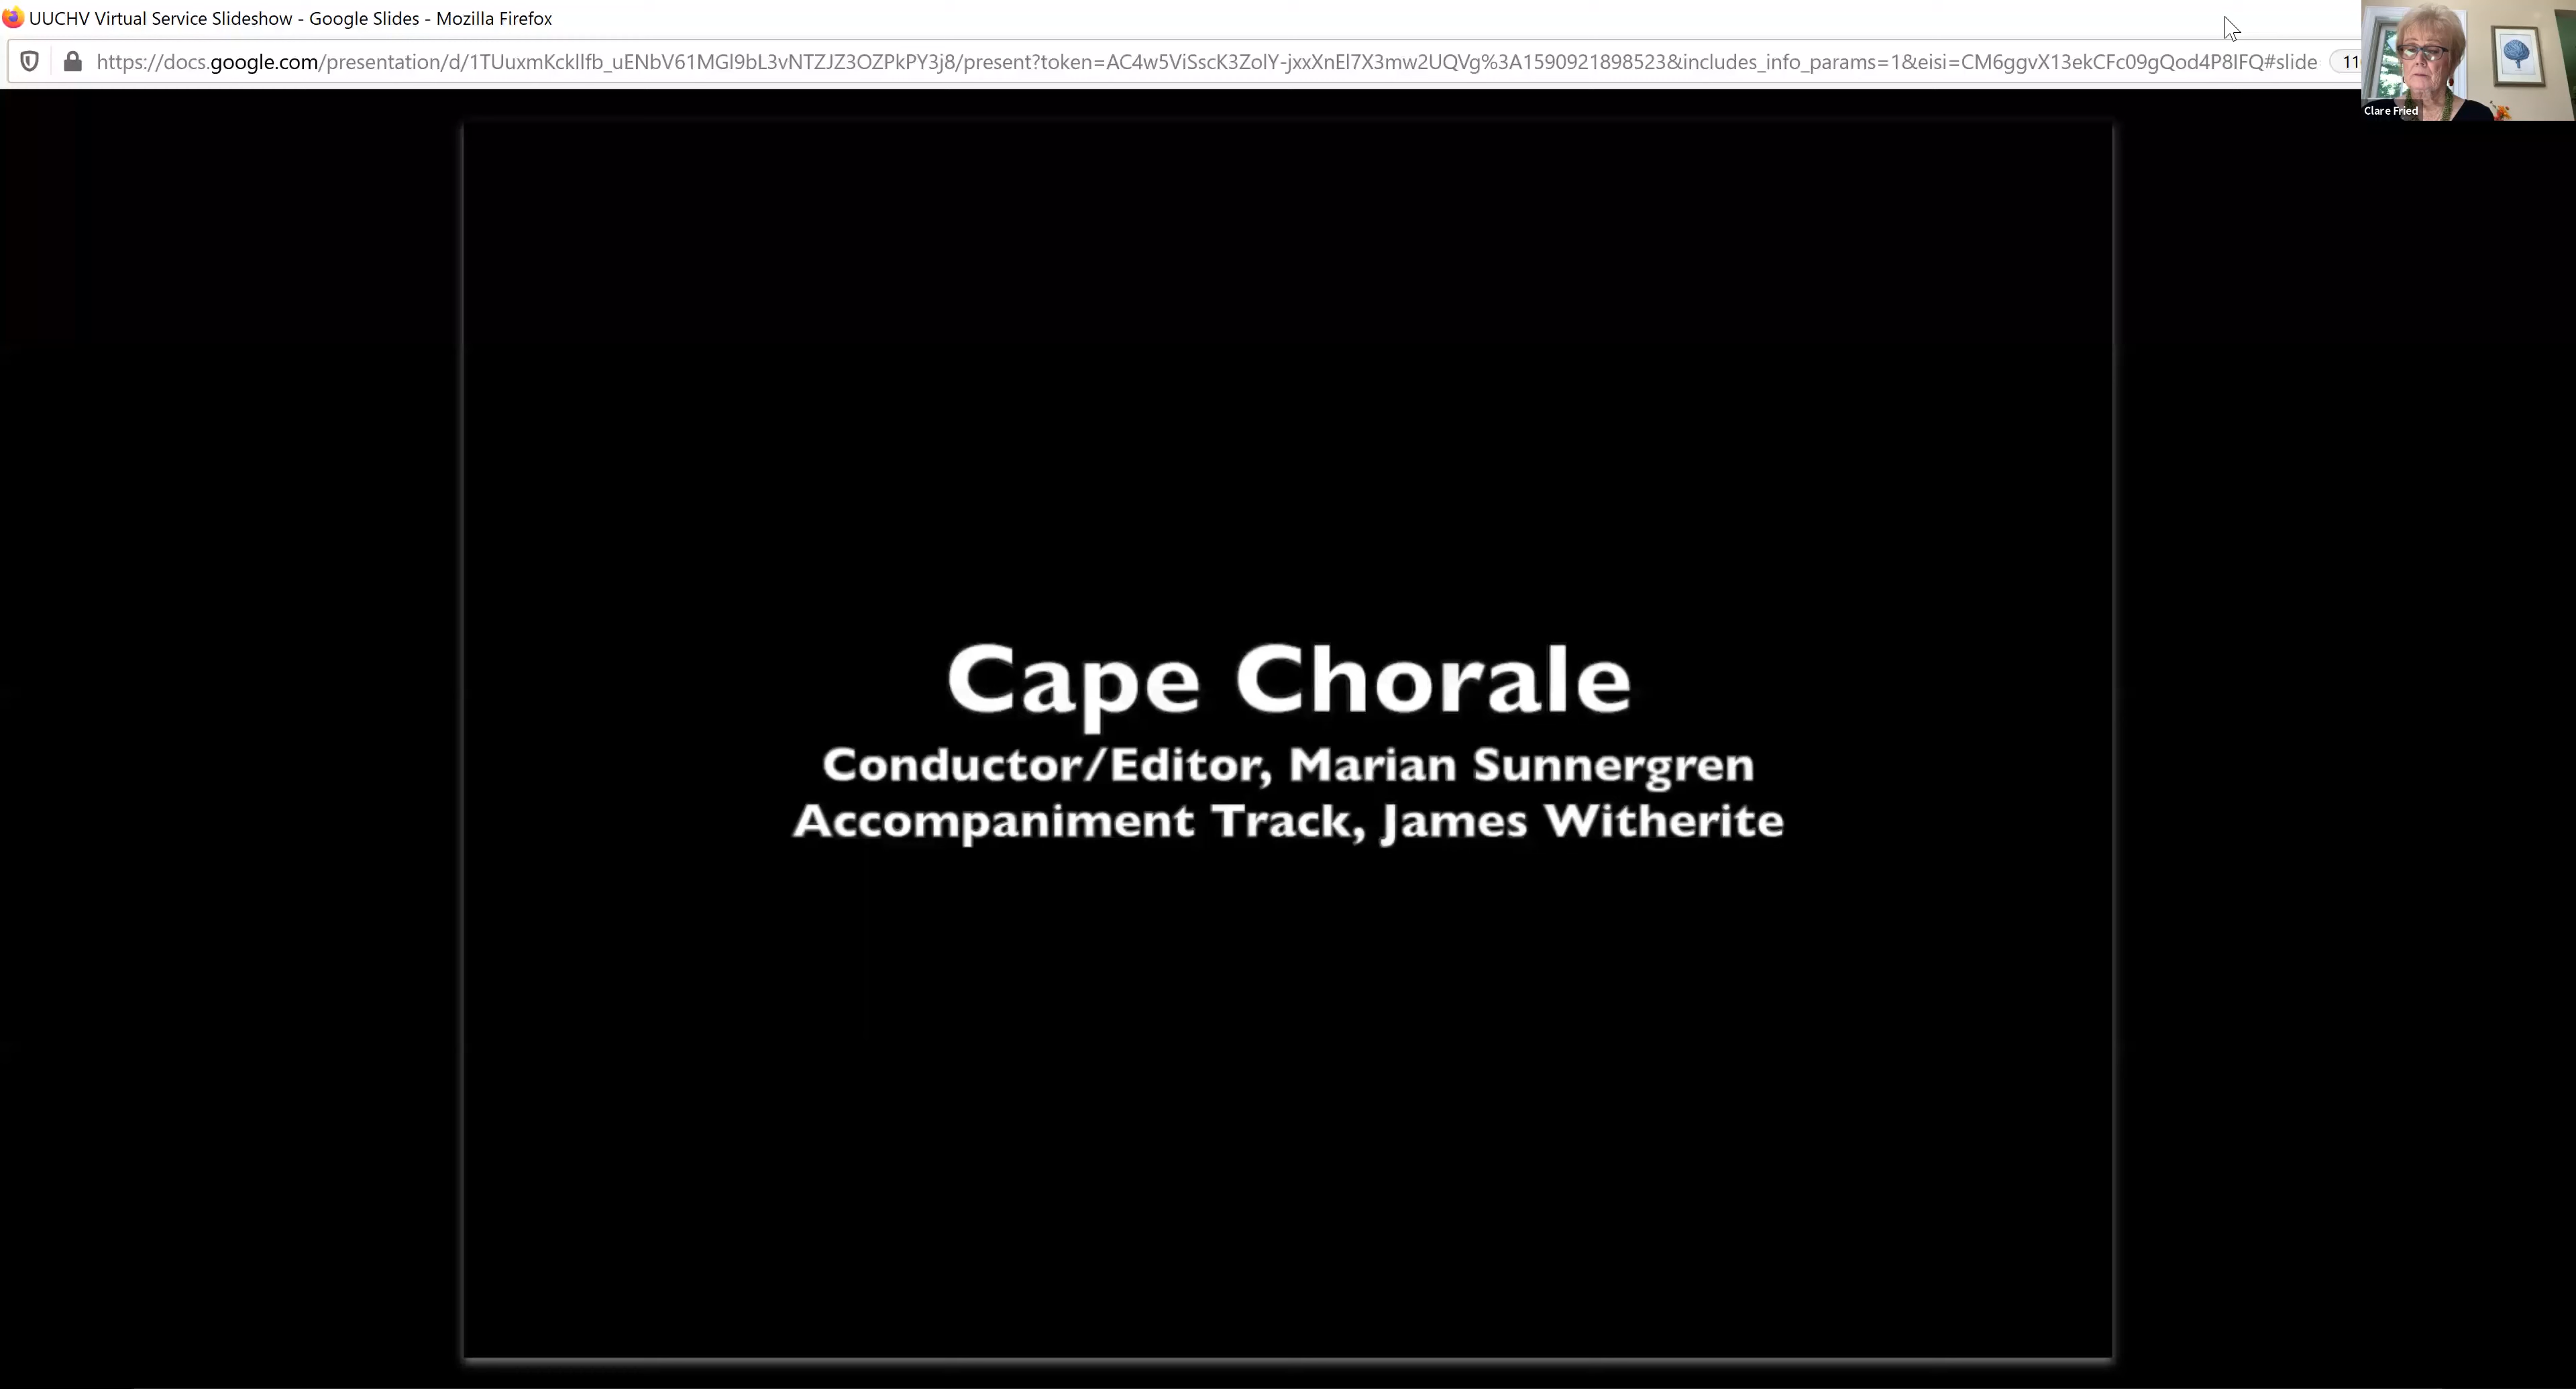 UUCHV Virtual Service Slideshow - Google Slides - Mozilla Firefox
https://docs.google.com/presentation/d/1TUuxmKckllfb_uENbV61MGl9bL3vNTZJZ3OZPkPY3j8/present?token=AC4w5ViSscK3ZolY-jxxXnEl7X3mw2UQVg%3A1590921898523&includes_info_params=1&eisi=CM6ggvX13ekCFc09gQod4P8IFQ#slide
Clare Fried
Cape Chorale
Conductor/Editor, Marian Sunnergren
Accompaniment Track, James Witherite